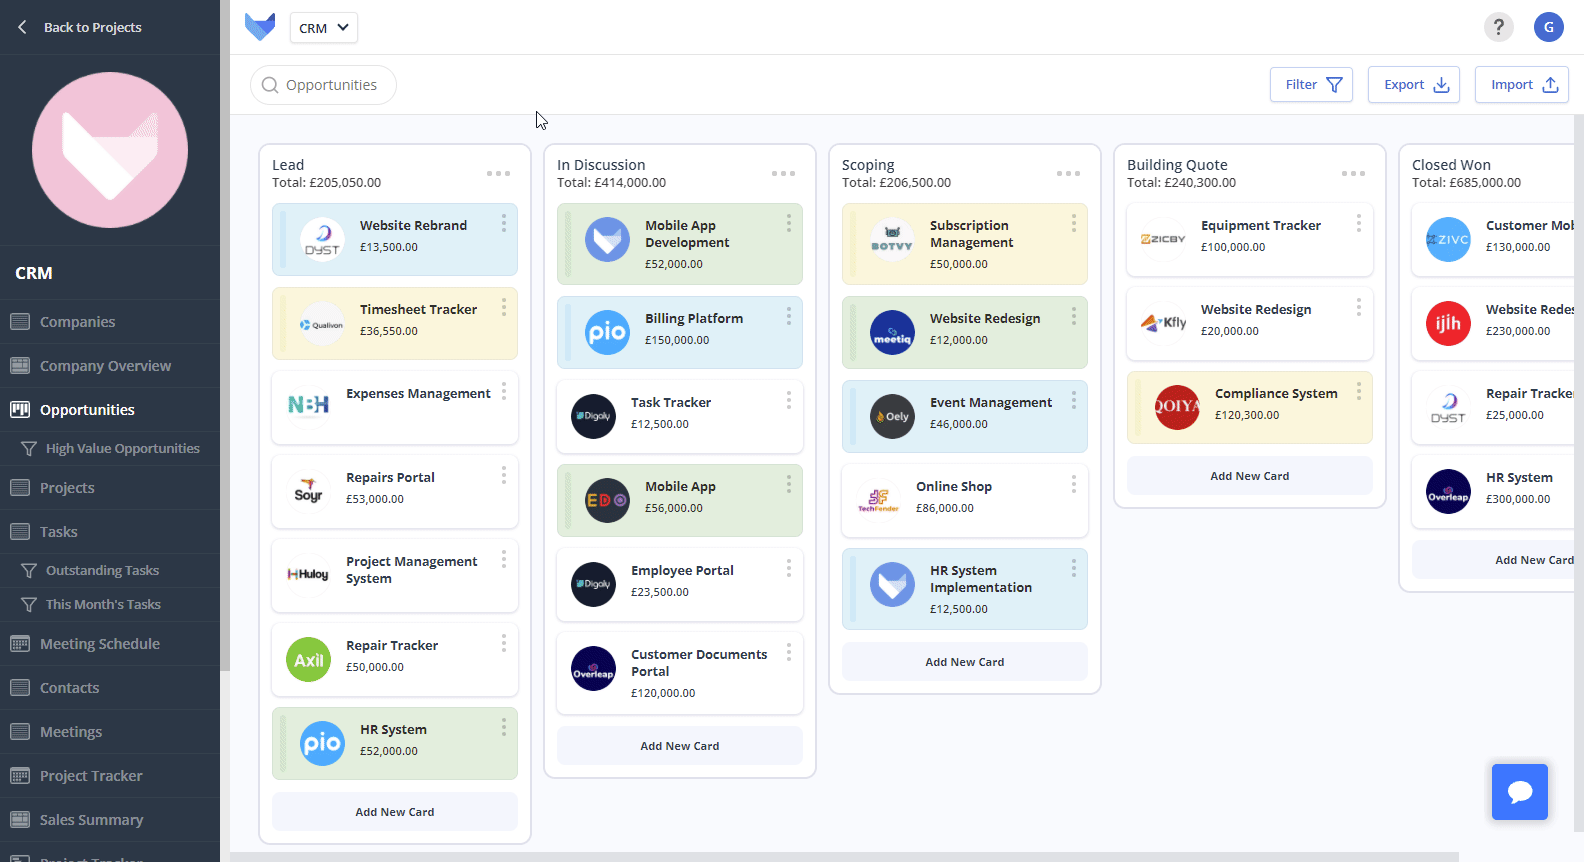 Back to Projects
CRM
Companies
Company Overview
Opportunities
High Value Opportunities
Projects
Tasks
Outstanding Tasks
This Month's Tasks
Meeting Schedule
Contacts
Meetings
Project Tracker
Sales Summary
Project Tracker
CRM
?
G
Opportunities
Filter
Export
Import
Lead
Total: £205,050.00
DYST
Website Rebrand
£13,500.00
Qualivon
Timesheet Tracker
£36,550.00
NBH
Expenses Management
Soyr
Repairs Portal
£53,000.00
Huloy
Project Management
System
Axil
Repair Tracker
£50,000.00
pio
HR System
£52,000.00
Add New Card
In Discussion
Total: £414,000.00
Mobile App
Development
£52,000.00
pio
Billing Platform
£150,000.00
Digaly
Task Tracker
£12,500.00
EDO
Mobile App
£56,000.00
Digaly
Employee Portal
£23,500.00
Overleap
Customer Documents
Portal
£120,000.00
Add New Card
Scoping
Total: £206,500.00
BOTVY
Subscription
Management
£50,000.00
meetiq
Website Redesign
£12,000.00
Oely
Event Management
£46,000.00
TechFender
Online Shop
£86,000.00
HR System
Implementation
£12,500.00
Add New Card
Building Quote
Total: £240,300.00
ZICBY
Equipment Tracker
£100,000.00
Kfly
Website Redesign
£20,000.00
QOIYA
Compliance System
£120,300.00
Add New Card
Closed Won
Total: £685,000.00
ZIVC
Customer Mob
£130,000.00
ijlh
Website Redes
£230,000.00
DYST
Repair Tracke
£25,000.00
Overleap
HR System
£300,000.00
Add New Card